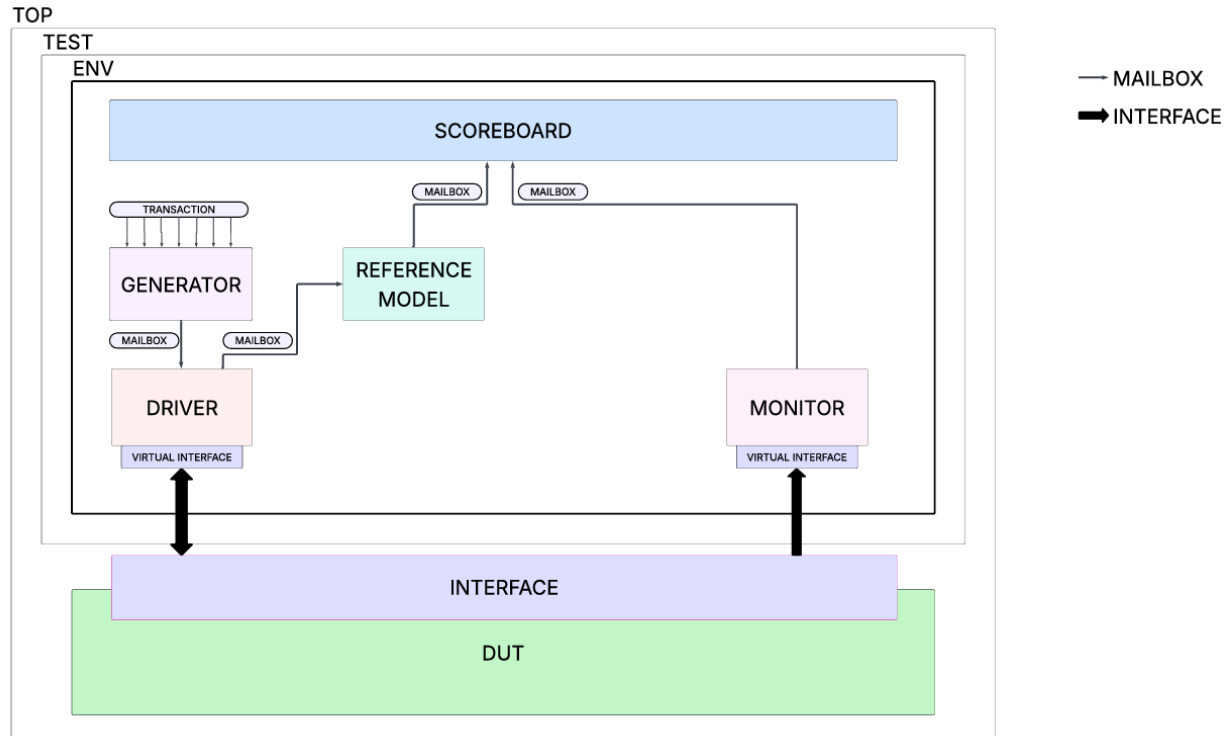 TOP
TEST
ENV
MAILBOX
INTERFACE
SCOREBOARD
MAILBOX
MAILBOX
TRANSACTION
GENERATOR
REFERENCE
MODEL
MAILBOX
MAILBOX
DRIVER
MONITOR
VIRTUAL INTERFACE
VIRTUAL INTERFACE
INTERFACE
DUT